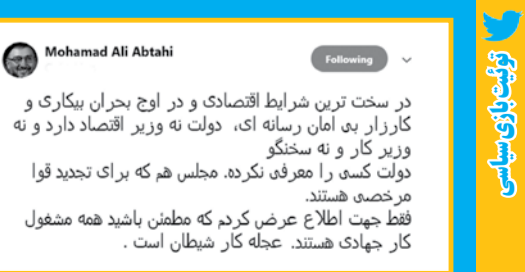 Mohamad Ali Abtahi
Following
در سخت ترین شرایط اقتصادی و در اوج بحران بیکاری و
کارزار بی امان رسانه ای، دولت نه وزیر اقتصاد دارد و نه
وزیر کار و نه سخنگو
دولت کسی را معرفی نکرده. مجلس هم که برای تجدید قوا
مرخصی هستند.
فقط جهت اطلاع عرض کردم که مطمئن باشید همه مشغول
کار جهادی هستند. عجله کار شیطان است .
توئیت‌بازی سیاسی